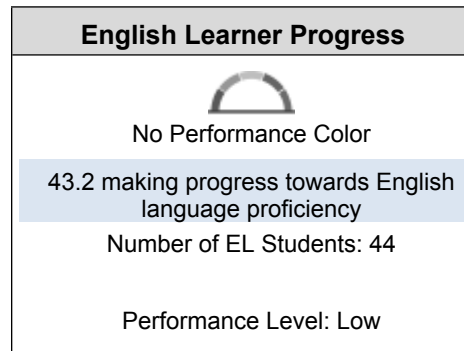 English Learner Progress
No Performance Color
43.2 making progress towards English
language proficiency
Number of EL Students: 44
Performance Level: Low